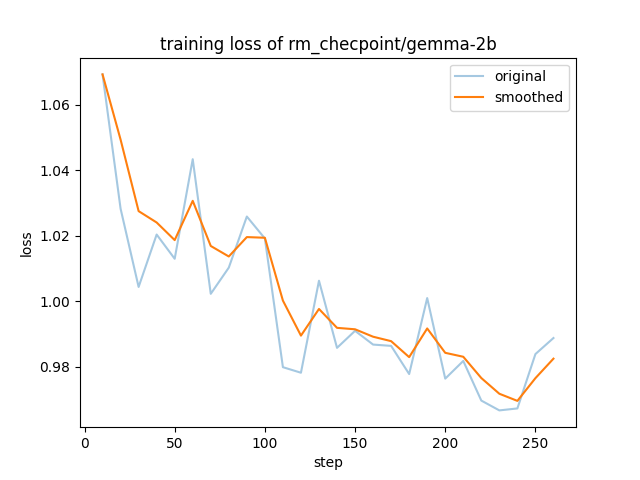 training loss of rm_checpoint/gemma-2b
original
smoothed
1.06
1.04
1.02
1.00
0.98
loss
0
50
100
150
200
250
step